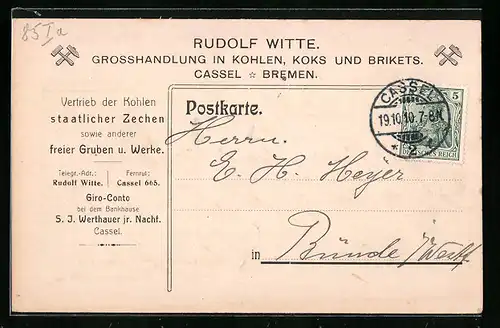 85 I a
RUDOLF WITTE.
GROSSHANDLUNG IN KOHLEN, KOKS UND BRIKETS.
CASSEL ☆ BREMEN.
Vertrieb der Kohlen
staatlicher Zechen
sowie anderer
freier Gruben u. Werke.
Telegr.-Adr.: Fernruf:
Rudolf Witte. Cassel 665.
Giro-Conto
bei dem Bankhause
S. J. Werthauer jr. Nachf.
Cassel.
Postkarte.
CASSEL
19.10.10.7-8N
* 2
5
DEUTSCHES REICH
Herrn
E. H. Meyer
in Bünde i/Westf.